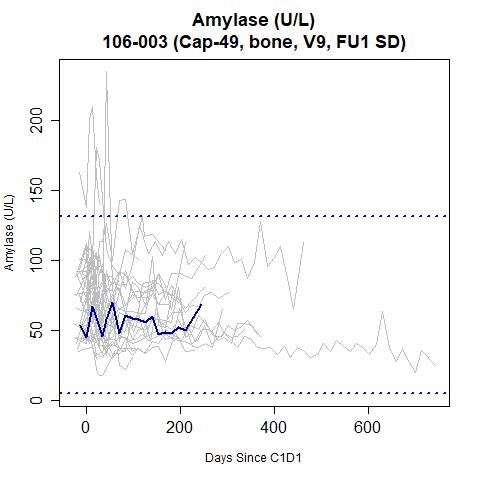 Amylase (U/L)
106-003 (Cap-49, bone, V9, FU1 SD)
Amylase (U/L)
200
150
100
50
0
0 200 400 600
Days Since C1D1